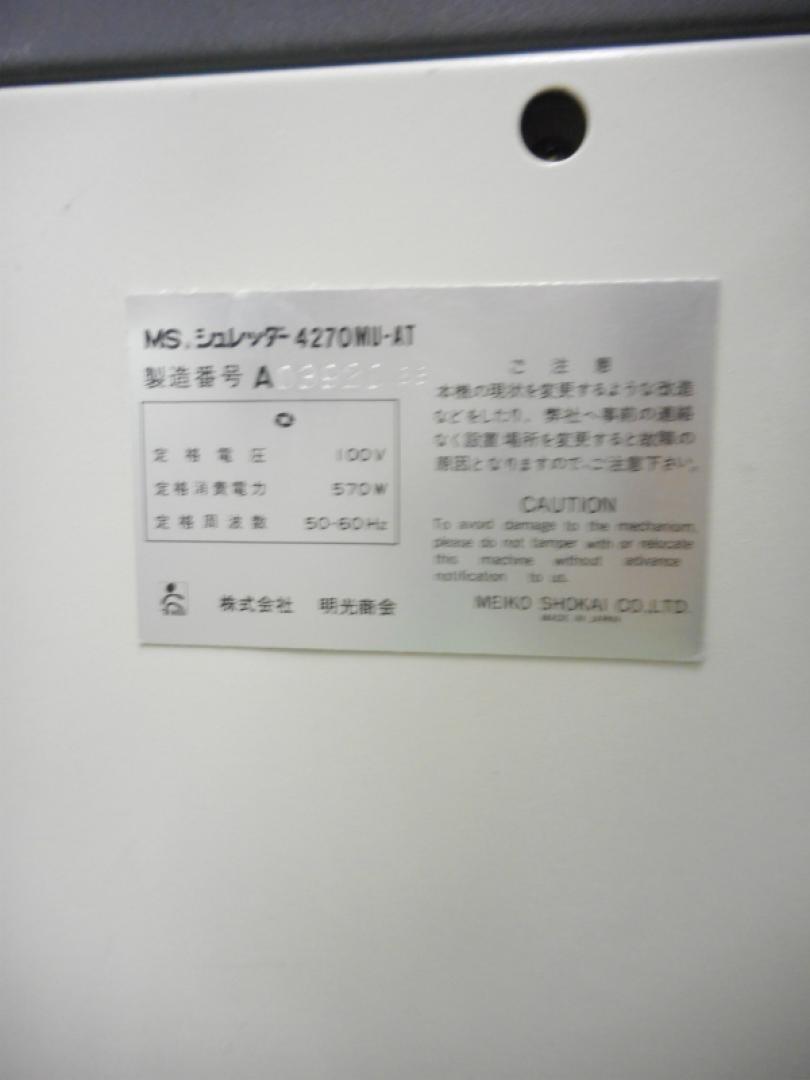 MS.シュレッダー 4270MU-AT
製造番号 A
定格電圧 100V
定格消費電力 570W
定格周波数 50-60Hz
株式会社 明光商会
ご注意
本機の現状を変更するような改造
などをしたり、弊社へ事前の連絡
なく設置場所を変更すると故障の
原因となりますので、ご注意下さい。
CAUTION
To avoid damage to the mechanism,
please do not tamper with or relocate
this machine without advance
notification to us.
MEIKO SHOKAI CO.,LTD.
MADE IN JAPAN